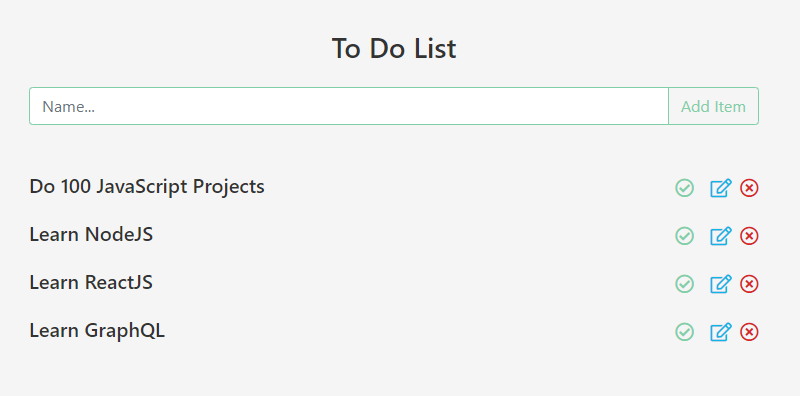 To Do List
Name...
Add Item
Do 100 JavaScript Projects
Learn NodeJS
Learn ReactJS
Learn GraphQL